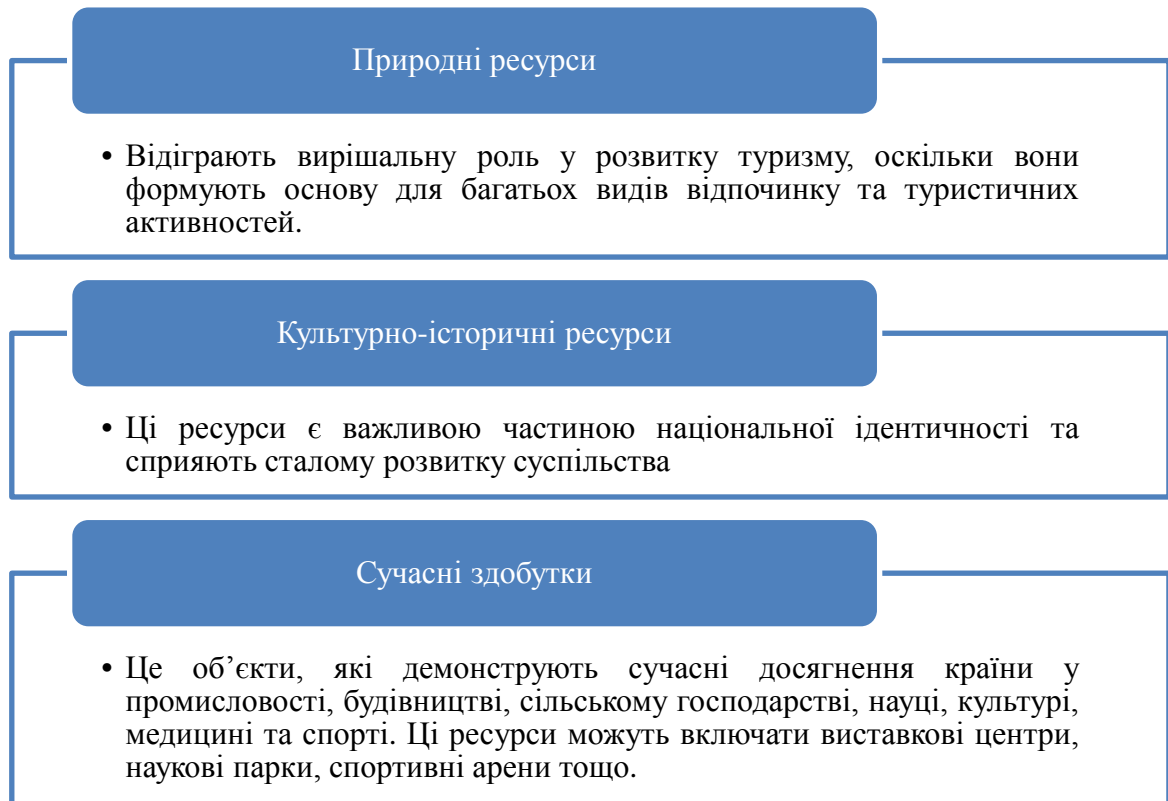 Природні ресурси
• Відіграють вирішальну роль у розвитку туризму, оскільки вони
формують основу для багатьох видів відпочинку та туристичних
активностей.
Культурно-історичні ресурси
• Ці ресурси є важливою частиною національної ідентичності та
сприяють сталому розвитку суспільства
Сучасні здобутки
• Це об’єкти, які демонструють сучасні досягнення країни у
промисловості, будівництві, сільському господарстві, науці, культурі,
медицині та спорті. Ці ресурси можуть включати виставкові центри,
наукові парки, спортивні арени тощо.